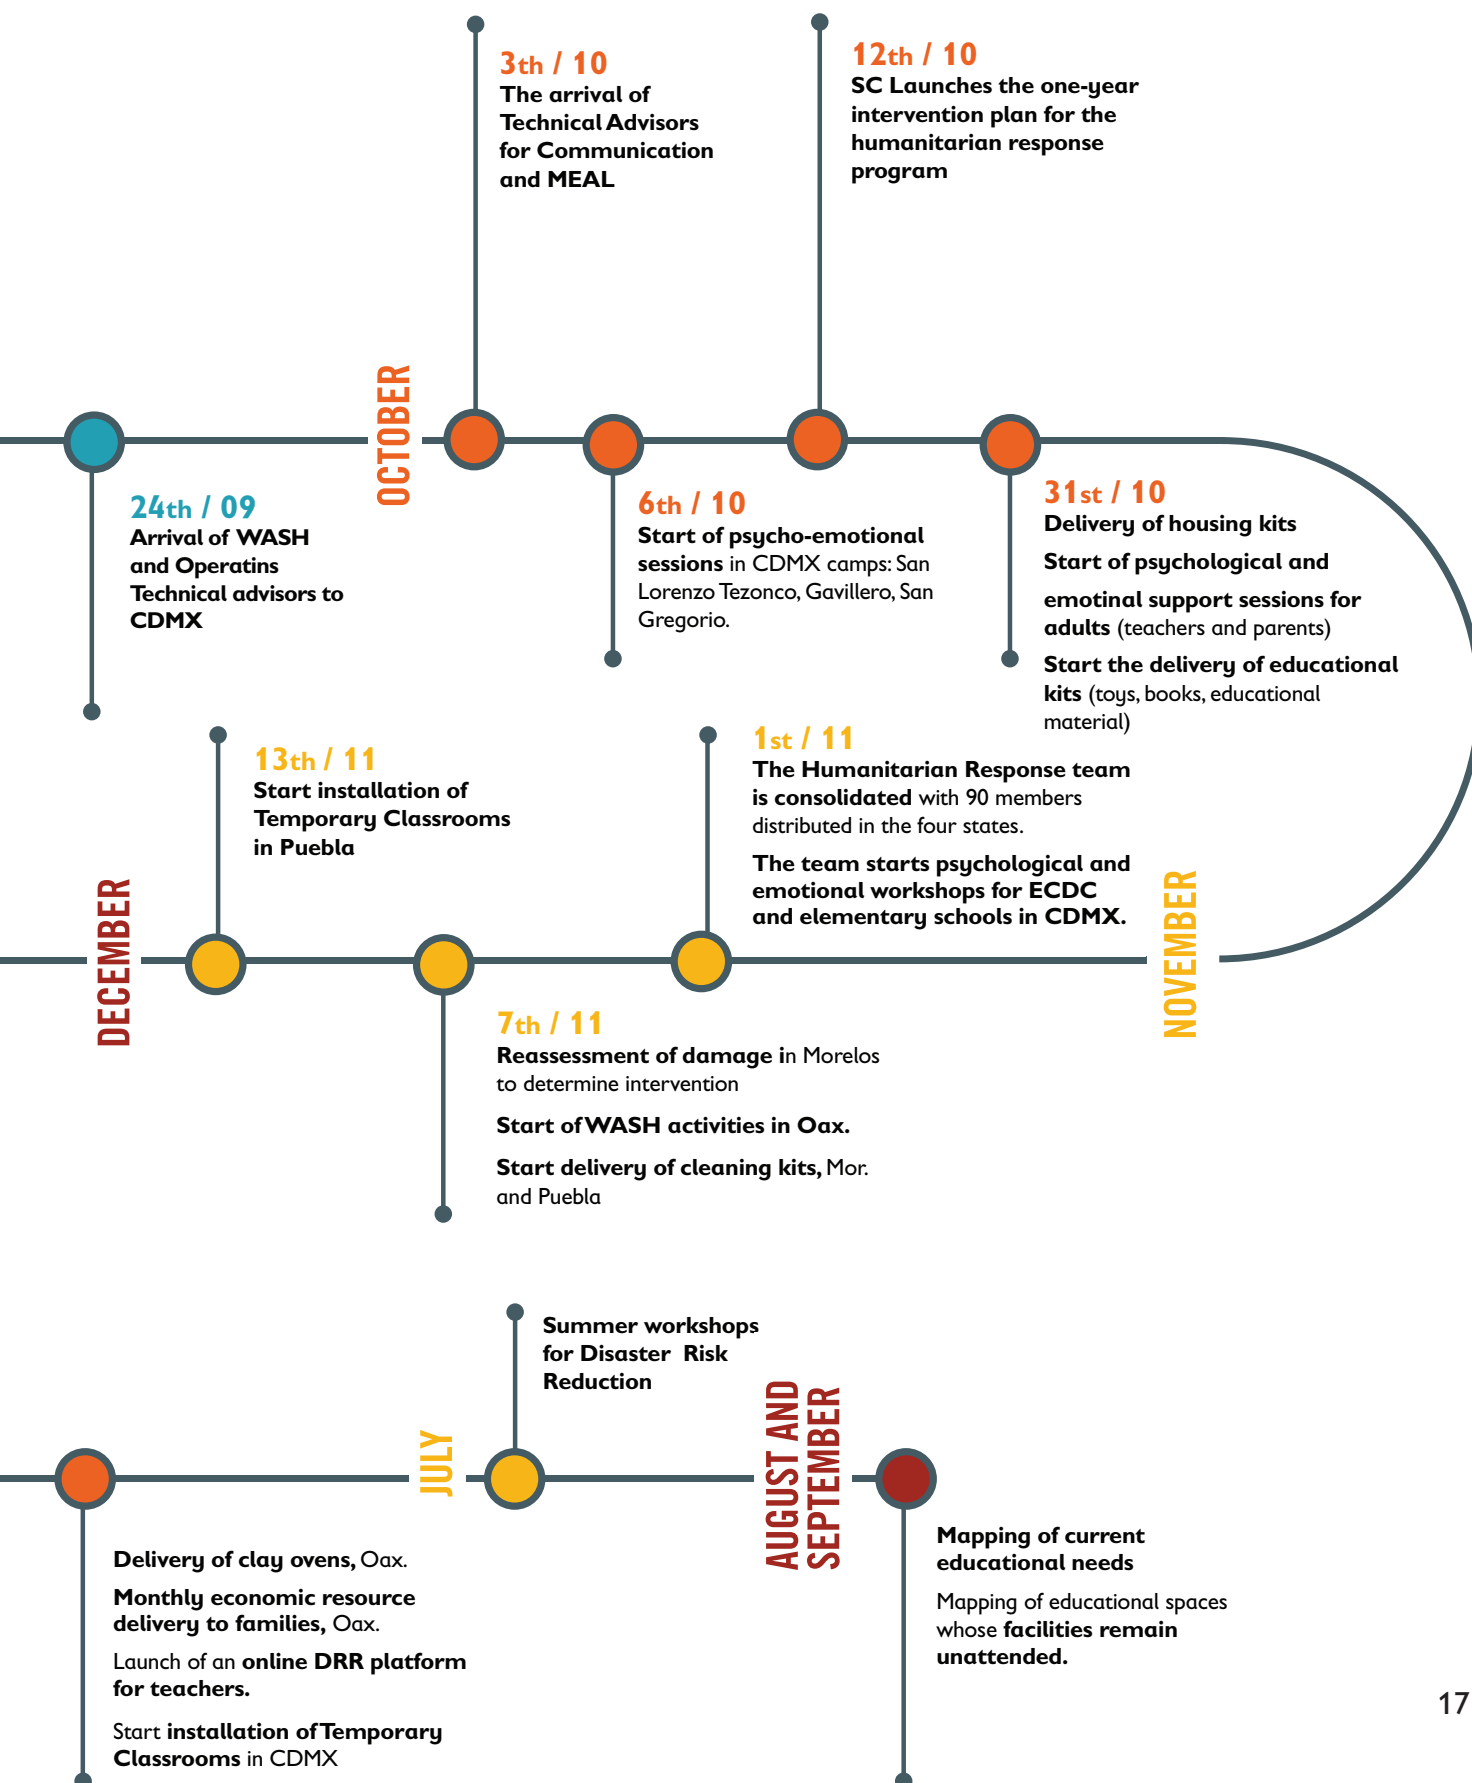 3th / 10
The arrival of
Technical Advisors
for Communication
and MEAL
12th / 10
SC Launches the one-year
intervention plan for the
humanitarian response
program
24th / 09
Arrival of WASH
and Operatins
Technical advisors to
CDMX
OCTOBER
6th / 10
Start of psycho-emotional
sessions in CDMX camps: San
Lorenzo Tezonco, Gavillero, San
Gregorio.
31st / 10
Delivery of housing kits
Start of psychological and
emotinal support sessions for
adults (teachers and parents)
Start the delivery of educational
kits (toys, books, educational
material)
NOVEMBER
1st / 11
The Humanitarian Response team
is consolidated with 90 members
distributed in the four states.
The team starts psychological and
emotional workshops for ECDC
and elementary schools in CDMX.
7th / 11
Reassessment of damage in Morelos
to determine intervention
Start of WASH activities in Oax.
Start delivery of cleaning kits, Mor.
and Puebla
13th / 11
Start installation of
Temporary Classrooms
in Puebla
DECEMBER
Delivery of clay ovens, Oax.
Monthly economic resource
delivery to families, Oax.
Launch of an online DRR platform
for teachers.
Start installation of Temporary
Classrooms in CDMX
JULY
Summer workshops
for Disaster Risk
Reduction
AUGUST AND
SEPTEMBER
Mapping of current
educational needs
Mapping of educational spaces
whose facilities remain
unattended.
17